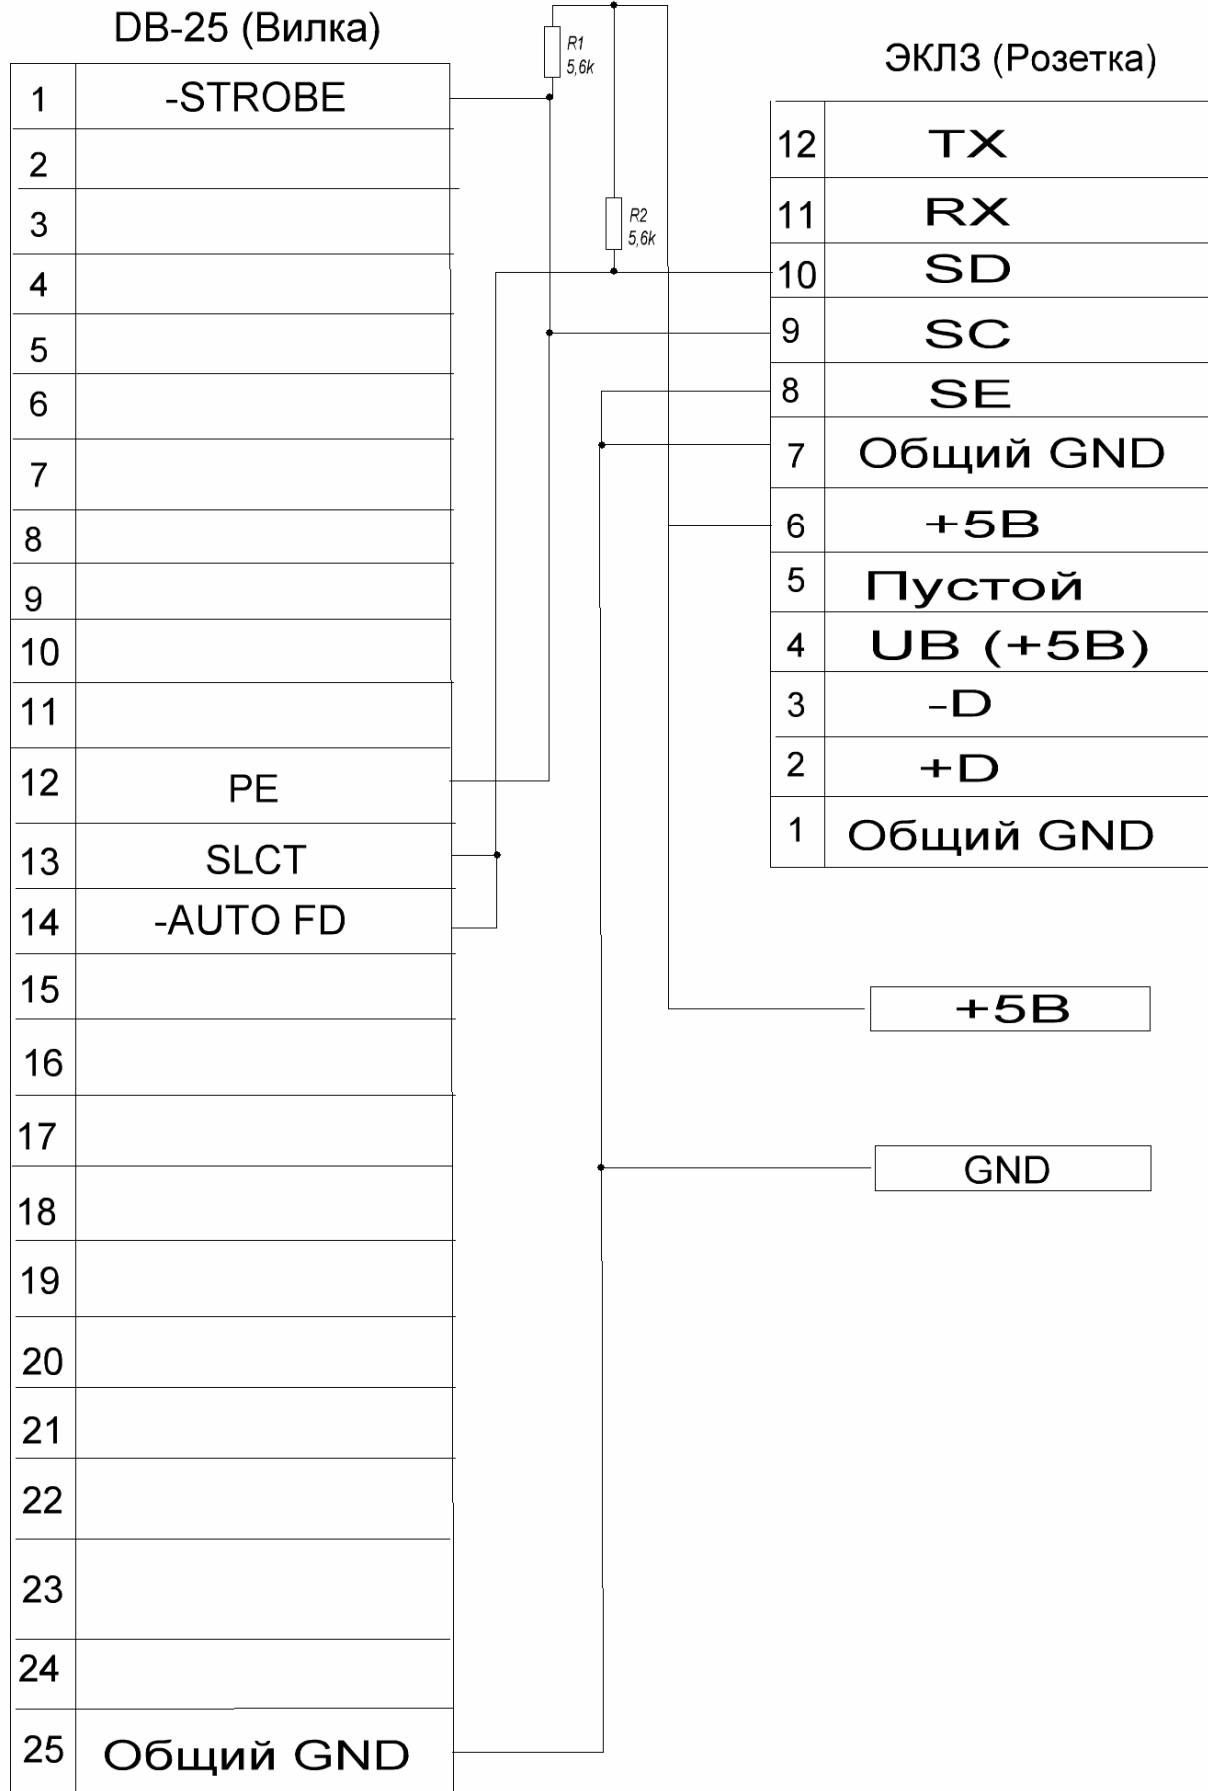 DB-25 (Вилка)
1 -STROBE
2
3
4
5
6
7
8
9
10
11
12 PE
13 SLCT
14 -AUTO FD
15
16
17
18
19
20
21
22
23
24
25 Общий GND
R1
5,6k
R2
5,6k
ЭКЛЗ (Розетка)
12 TX
11 RX
10 SD
9 SC
8 SE
7 Общий GND
6 +5В
5 Пустой
4 UB (+5В)
3 -D
2 +D
1 Общий GND
+5В
GND